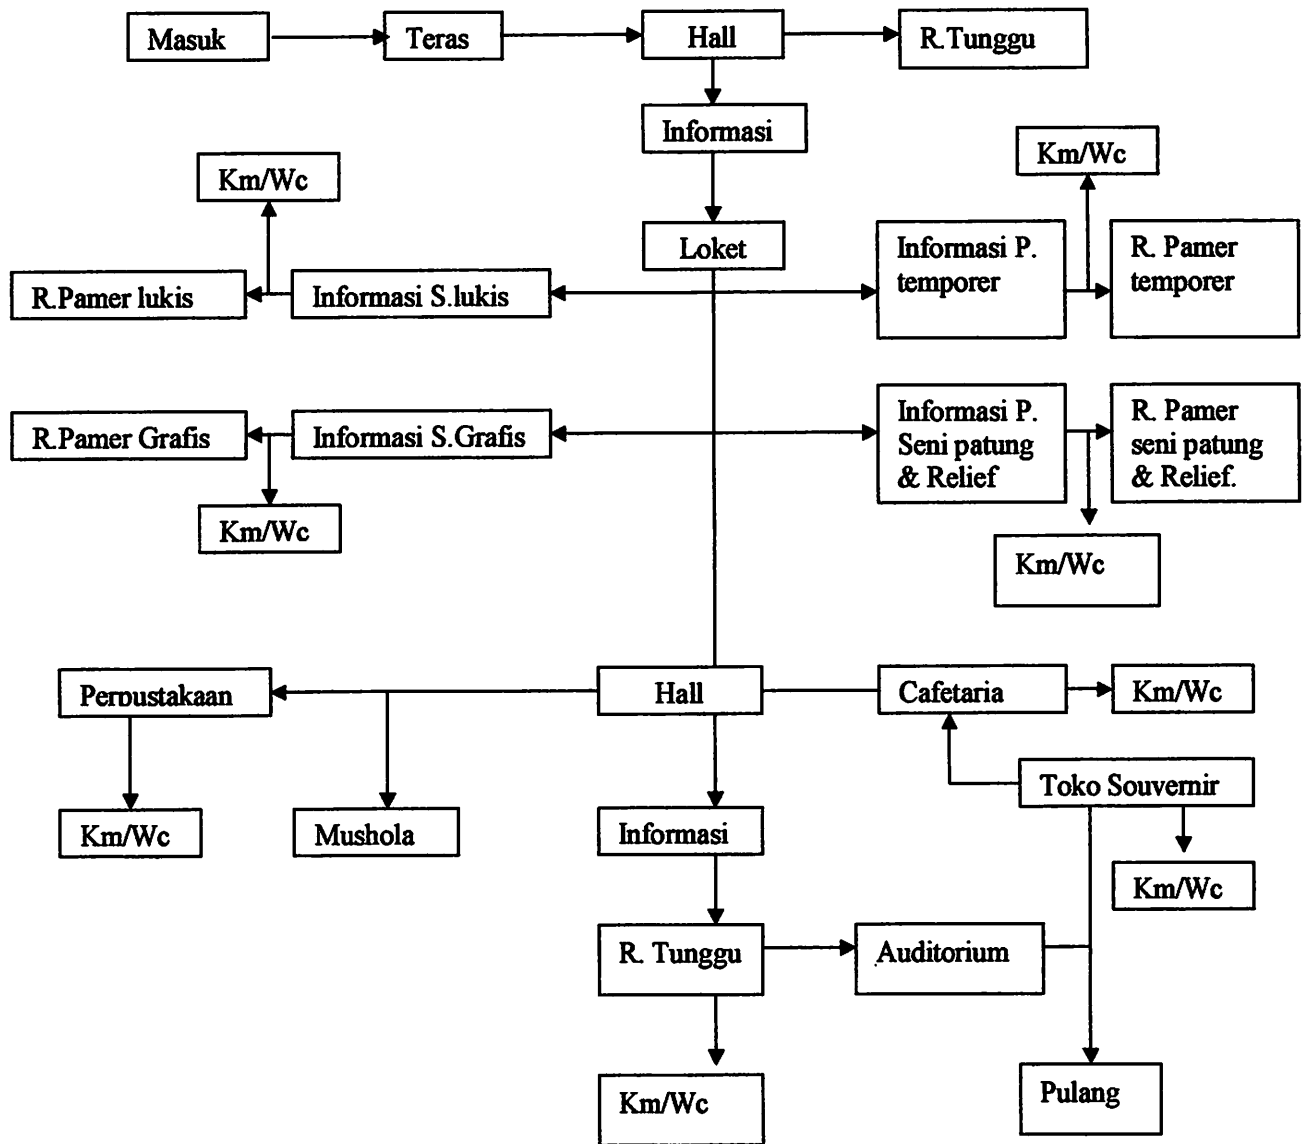 Masuk
Teras
Hall
R.Tunggu
Informasi
Km/Wc
Km/Wc
Loket
Informasi P.
temporer
R. Pamer
temporer
R.Pamer lukis
Informasi S.lukis
R.Pamer Grafis
Informasi S.Grafis
Informasi P.
Seni patung
& Relief
R. Pamer
seni patung
& Relief.
Km/Wc
Km/Wc
Perpustakaan
Hall
Cafetaria
Km/Wc
Toko Souvernir
Km/Wc
Mushola
Informasi
Km/Wc
R. Tunggu
Auditorium
Km/Wc
Pulang